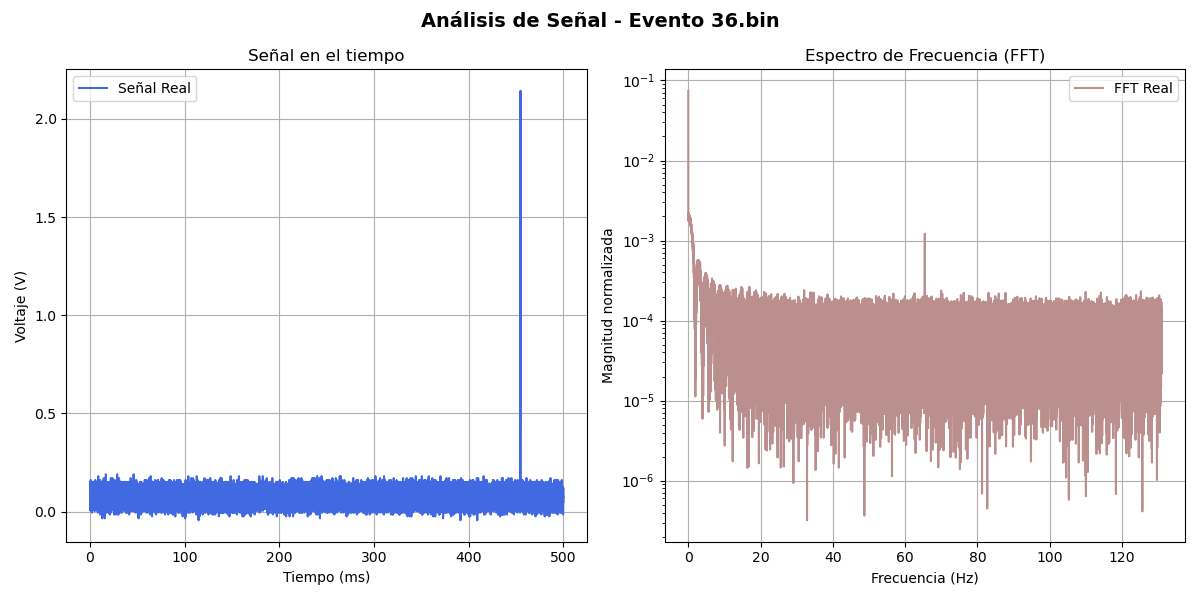 Análisis de Señal - Evento 36.bin
Señal en el tiempo
Señal Real
Voltaje (V)
2.0
1.5
1.0
0.5
0.0
0 100 200 300 400 500
Tiempo (ms)
Espectro de Frecuencia (FFT)
FFT Real
Magnitud normalizada
10⁻¹
10⁻²
10⁻³
10⁻⁴
10⁻⁵
10⁻⁶
0 20 40 60 80 100 120
Frecuencia (Hz)